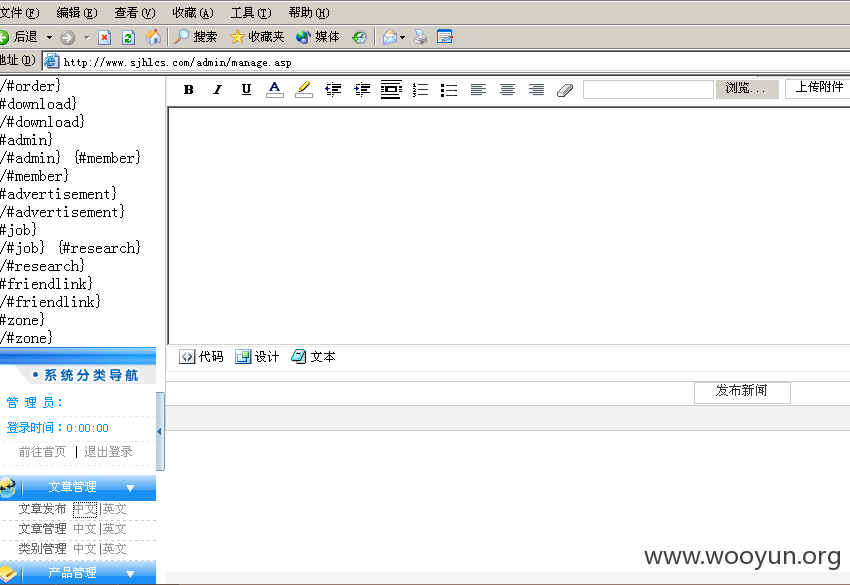 文件(F) 编辑(E) 查看(V) 收藏(A) 工具(T) 帮助(H)
后退 搜索 收藏夹 媒体
地址(D) http://www.sjhlcs.com/admin/manage.asp
/#order}
#download}
/#download}
#admin}
/#admin} {#member}
/#member}
#advertisement}
/#advertisement}
#job}
/#job} {#research}
/#research}
#friendlink}
/#friendlink}
#zone}
/#zone}
B I U A 浏览... 上传附件
代码 设计 文本
发布新闻
•系统分类导航
管 理 员：
登录时间：0:00:00
前往首页 | 退出登录
文章管理 ▼
文章发布 中文|英文
文章管理 中文|英文
类别管理 中文|英文
产品管理 ▼
www.wooyun.org